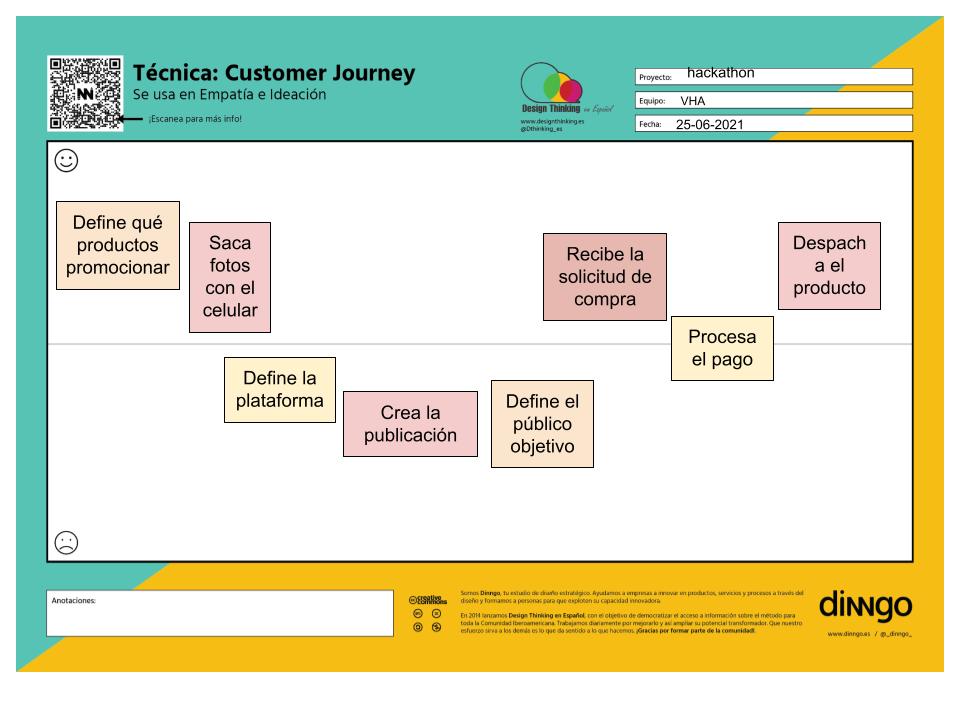 Técnica: Customer Journey
Se usa en Empatía e Ideación
¡Escanea para más info!
Design Thinking en Español
www.designthinking.es
@Dthinking_es
Proyecto: hackathon
Equipo: VHA
Fecha: 25-06-2021
Define qué
productos
promocionar
Saca
fotos
con el
celular
Define la
plataforma
Crea la
publicación
Define el
público
objetivo
Recibe la
solicitud de
compra
Procesa
el pago
Despach
a el
producto
Anotaciones:
creative
commons
Somos Dinngo, tu estudio de diseño estratégico. Ayudamos a empresas a innovar en productos, servicios y procesos a través del
diseño y formamos a personas para que exploten su capacidad innovadora.
En 2014 lanzamos Design Thinking en Español, con el objetivo de democratizar el acceso a información sobre el método para
toda la Comunidad Iberoamericana. Trabajamos diariamente por mejorarlo y así ampliar su potencial transformador. Que nuestro
esfuerzo sirva a los demás es lo que da sentido a lo que hacemos. ¡Gracias por formar parte de la comunidad!.
dinngo
www.dinngo.es / @_dinngo_